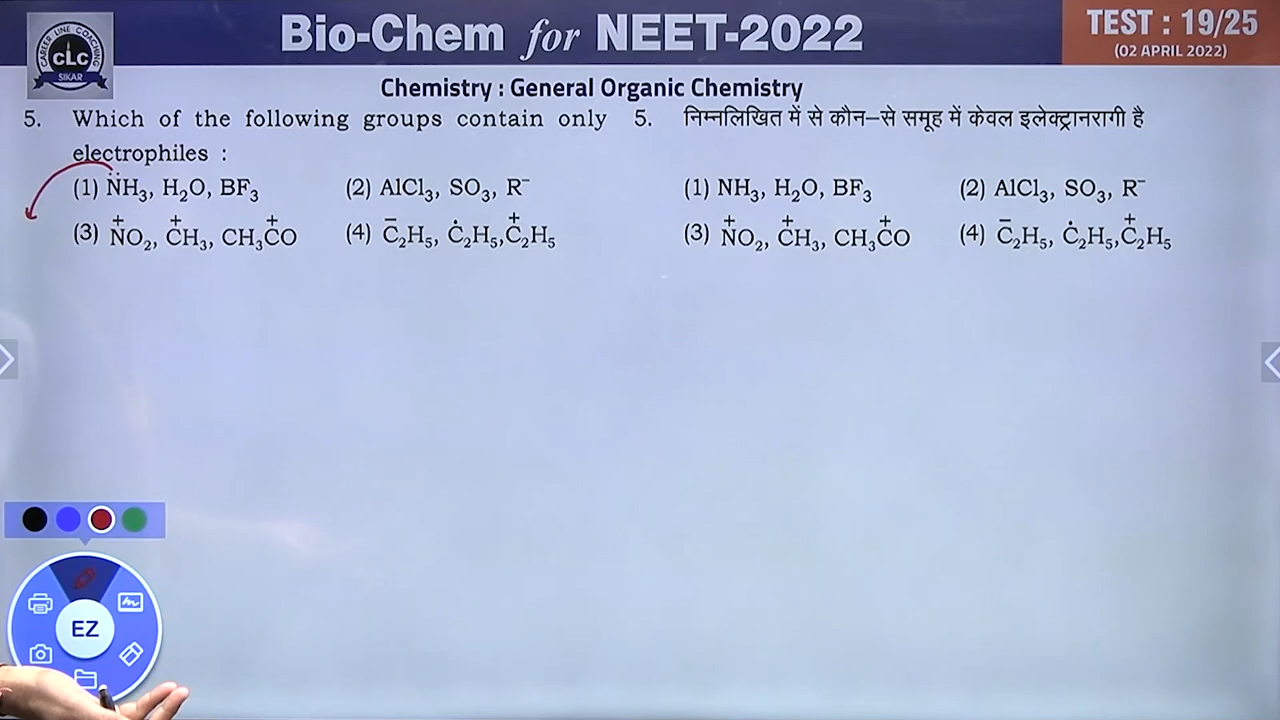 Bio-Chem for NEET-2022
TEST : 19/25
(02 APRIL 2022)
CAREER LINE COACHING
CLC
SIKAR
Chemistry : General Organic Chemistry
5. Which of the following groups contain only
electrophiles :
(1) N̈H₃, H₂O, BF₃ (2) AlCl₃, SO₃, R⁻
(3) N⁺O₂, C⁺H₃, CH₃C⁺O (4) C⁻₂H₅, Ċ₂H₅, C⁺₂H₅
5. निम्नलिखित में से कौन–से समूह में केवल इलेक्ट्रानरागी है
(1) NH₃, H₂O, BF₃ (2) AlCl₃, SO₃, R⁻
(3) N⁺O₂, C⁺H₃, CH₃C⁺O (4) C⁻₂H₅, Ċ₂H₅, C⁺₂H₅
EZ